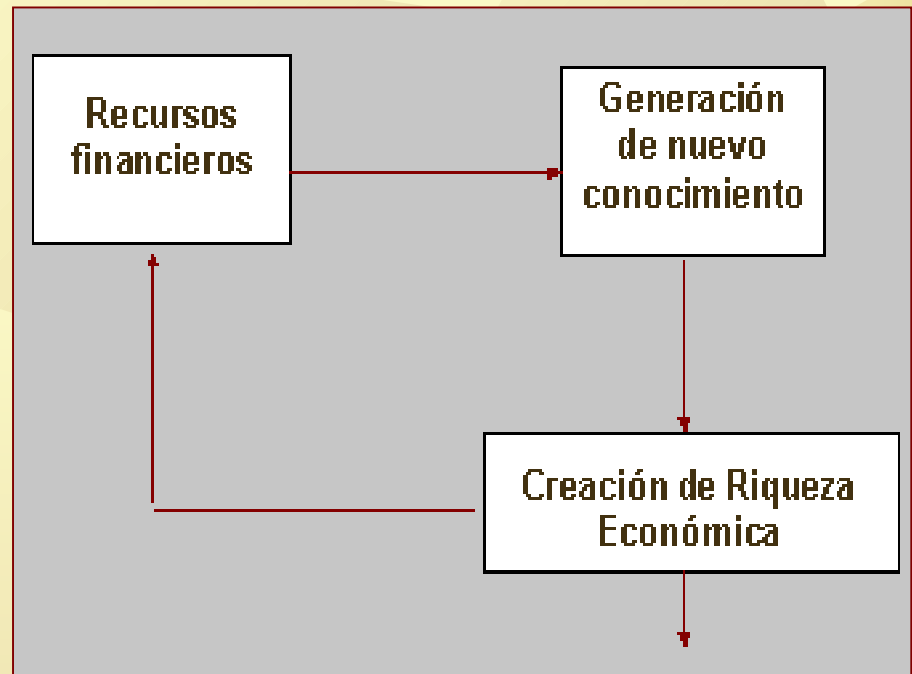 Recursos
financieros
Generación
de nuevo
conocimiento
Creación de Riqueza
Económica